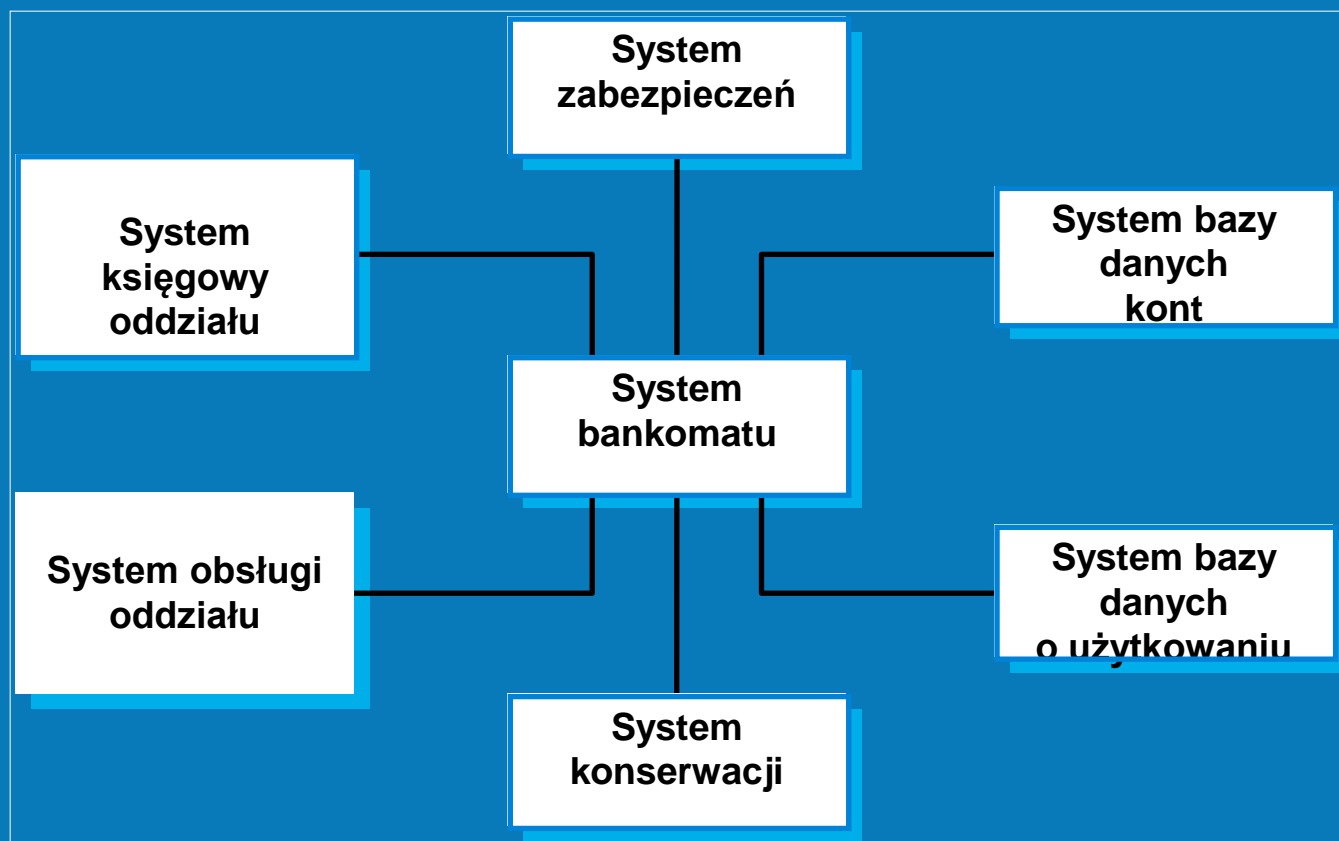 System
zabezpieczeń
System
księgowy
oddziału
System bazy
danych
kont
System
bankomatu
System obsługi
oddziału
System bazy
danych
o użytkowaniu
System
konserwacji